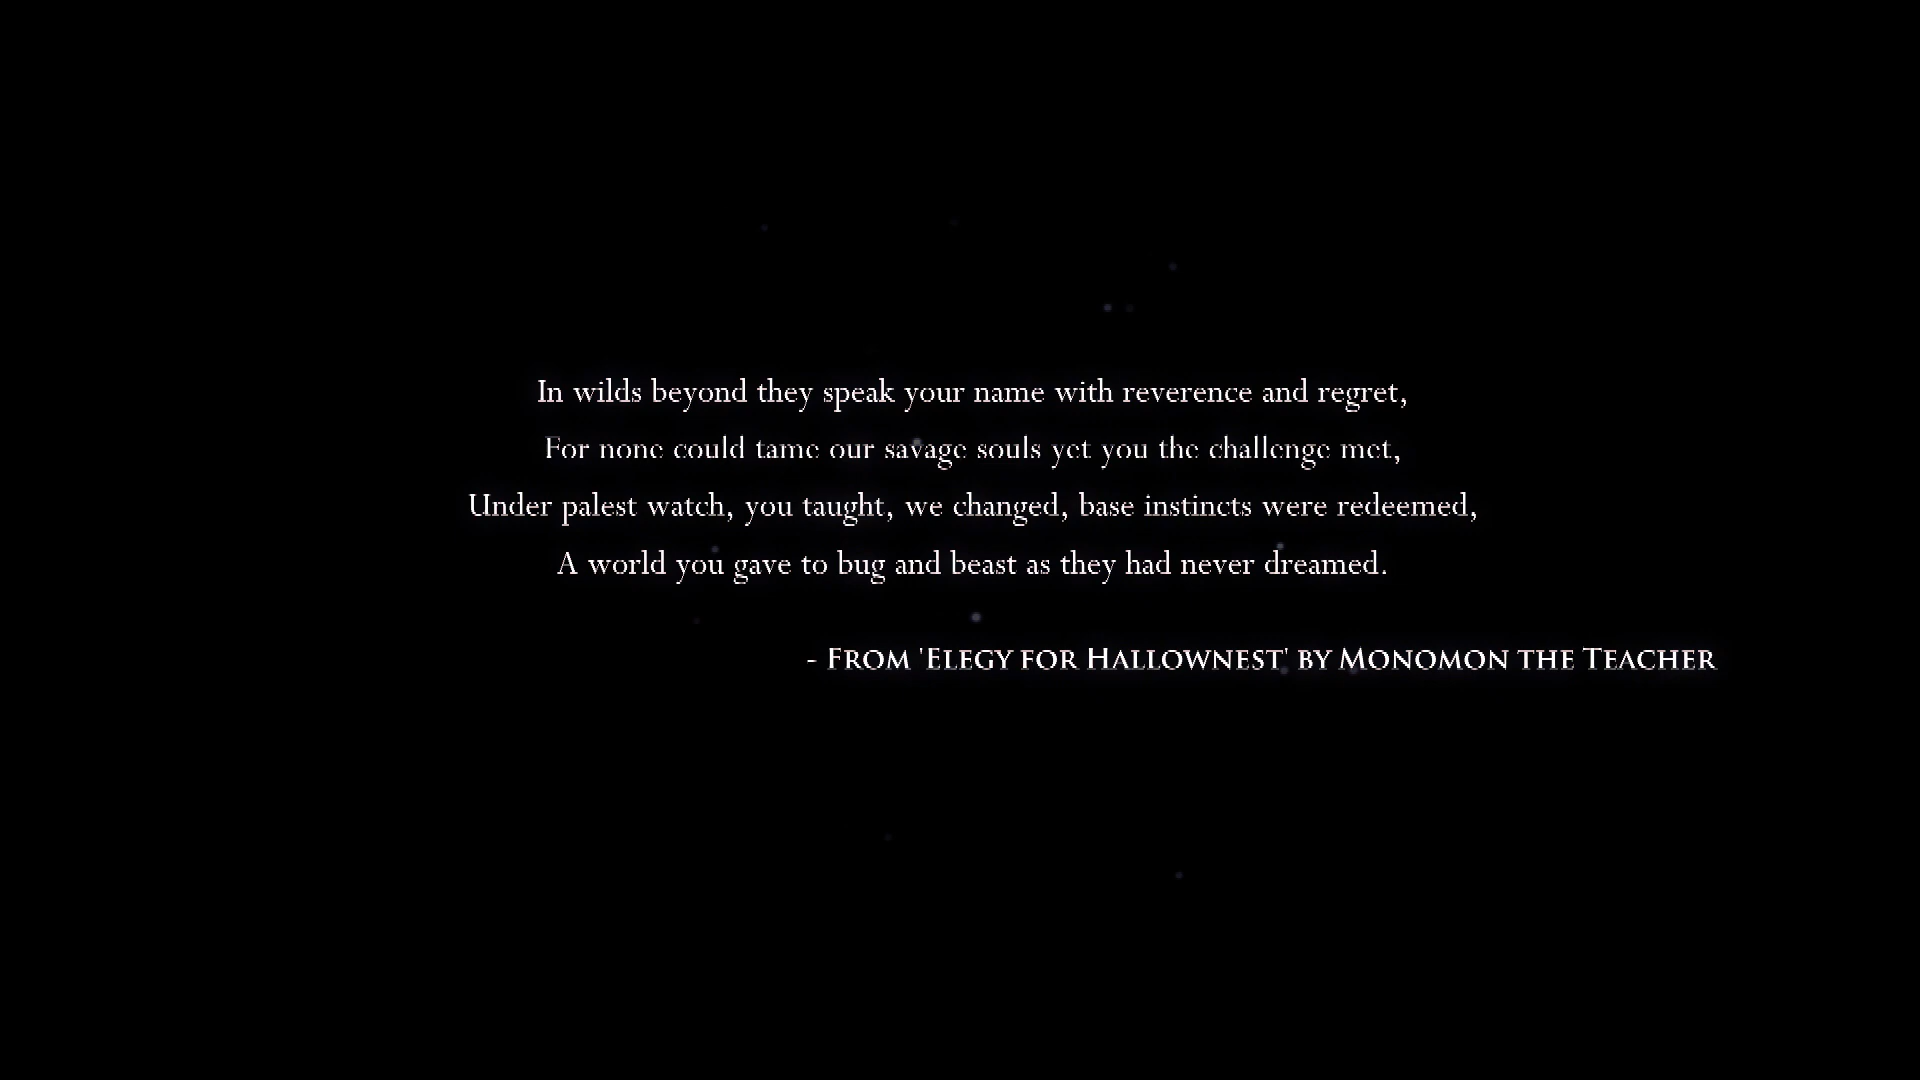 In wilds beyond they speak your name with reverence and regret,
For none could tame our savage souls yet you the challenge met,
Under palest watch, you taught, we changed, base instincts were redeemed,
A world you gave to bug and beast as they had never dreamed.
- From 'Elegy for Hallownest' by Monomon the Teacher